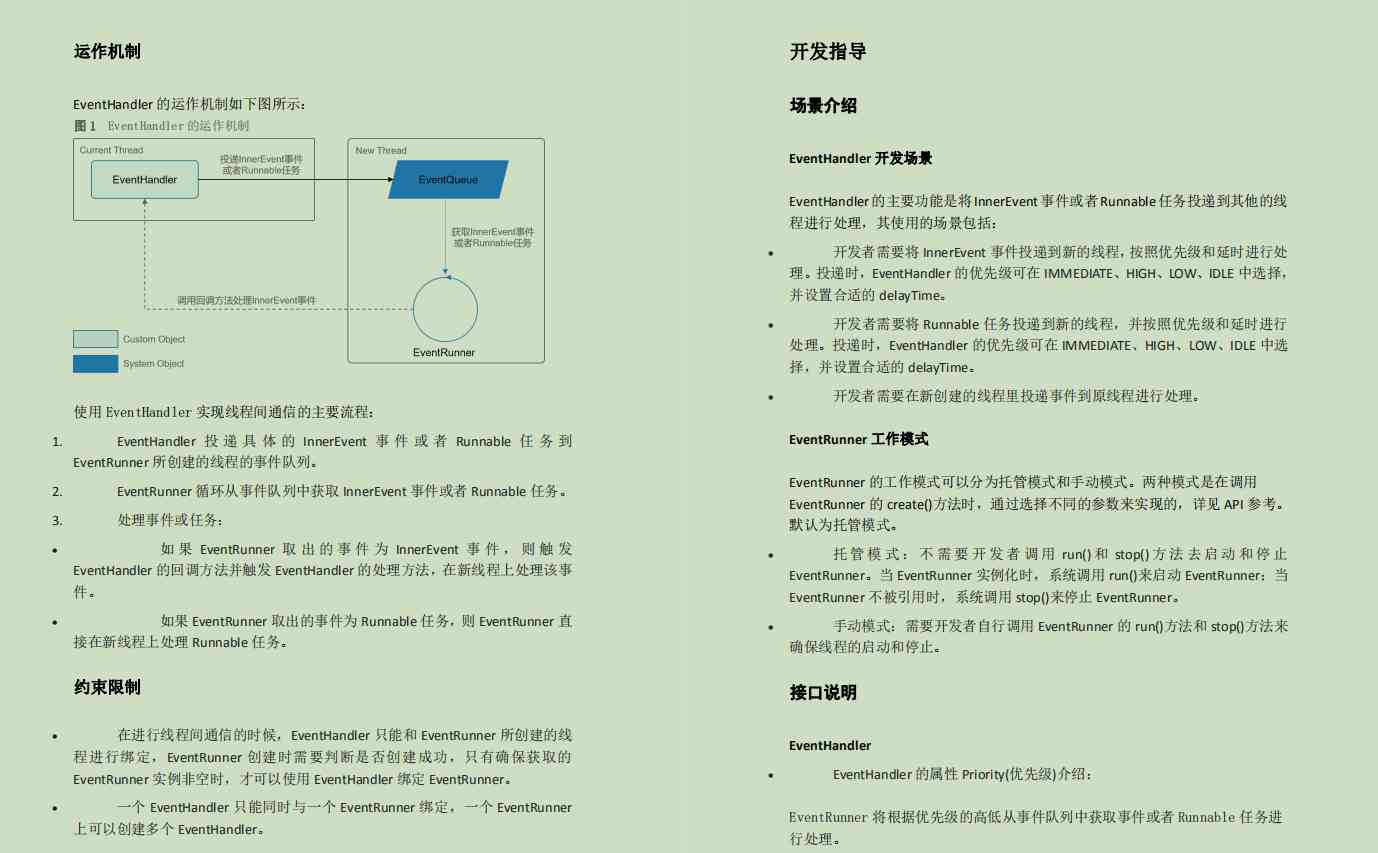 运作机制
EventHandler 的运作机制如下图所示：
图 1 EventHandler 的运作机制
Current Thread
EventHandler
投递InnerEvent事件
或者Runnable任务
New Thread
EventQueue
获取InnerEvent事件
或者Runnable任务
调用回调方法处理InnerEvent事件
EventRunner
Custom Object
System Object
使用 EventHandler 实现线程间通信的主要流程：
1. EventHandler 投递具体的 InnerEvent 事件或者 Runnable 任务到
EventRunner 所创建的线程的事件队列。
2. EventRunner 循环从事件队列中获取 InnerEvent 事件或者 Runnable 任务。
3. 处理事件或任务：
• 如果 EventRunner 取出的事件为 InnerEvent 事件，则触发
EventHandler 的回调方法并触发 EventHandler 的处理方法，在新线程上处理该事
件。
• 如果 EventRunner 取出的事件为 Runnable 任务，则 EventRunner 直
接在新线程上处理 Runnable 任务。
约束限制
• 在进行线程间通信的时候，EventHandler 只能和 EventRunner 所创建的线
程进行绑定，EventRunner 创建时需要判断是否创建成功，只有确保获取的
EventRunner 实例非空时，才可以使用 EventHandler 绑定 EventRunner。
• 一个 EventHandler 只能同时与一个 EventRunner 绑定，一个 EventRunner
上可以创建多个 EventHandler。
开发指导
场景介绍
EventHandler 开发场景
EventHandler 的主要功能是将 InnerEvent 事件或者 Runnable 任务投递到其他的线
程进行处理，其使用的场景包括：
• 开发者需要将 InnerEvent 事件投递到新的线程，按照优先级和延时进行处
理。投递时，EventHandler 的优先级可在 IMMEDIATE、HIGH、LOW、IDLE 中选择，
并设置合适的 delayTime。
• 开发者需要将 Runnable 任务投递到新的线程，并按照优先级和延时进行
处理。投递时，EventHandler 的优先级可在 IMMEDIATE、HIGH、LOW、IDLE 中选
择，并设置合适的 delayTime。
• 开发者需要在新创建的线程里投递事件到原线程进行处理。
EventRunner 工作模式
EventRunner 的工作模式可以分为托管模式和手动模式。两种模式是在调用
EventRunner 的 create()方法时，通过选择不同的参数来实现的，详见 API 参考。
默认为托管模式。
• 托管模式：不需要开发者调用 run()和 stop()方法去启动和停止
EventRunner。当 EventRunner 实例化时，系统调用 run()来启动 EventRunner；当
EventRunner 不被引用时，系统调用 stop()来停止 EventRunner。
• 手动模式：需要开发者自行调用 EventRunner 的 run()方法和 stop()方法来
确保线程的启动和停止。
接口说明
EventHandler
• EventHandler 的属性 Priority(优先级)介绍：
EventRunner 将根据优先级的高低从事件队列中获取事件或者 Runnable 任务进
行处理。